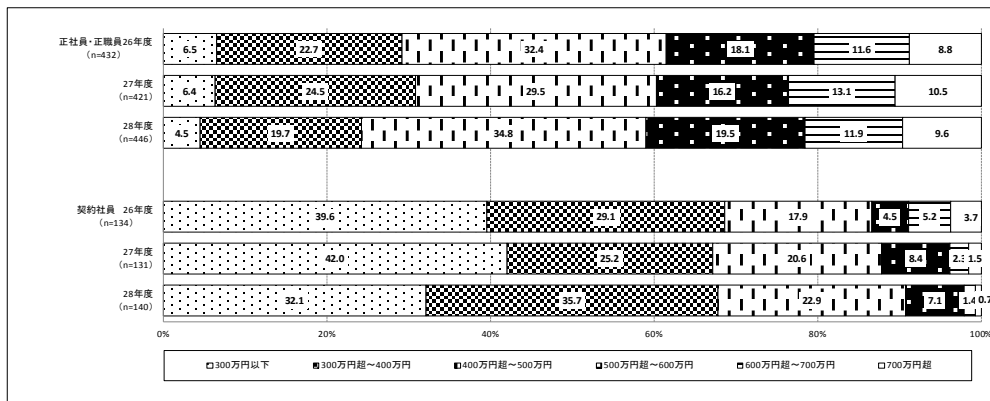 正社員・正職員26年度
(n=432)
6.5 22.7 32.4 18.1 11.6 8.8
27年度
(n=421)
6.4 24.5 29.5 16.2 13.1 10.5
28年度
(n=446)
4.5 19.7 34.8 19.5 11.9 9.6
契約社員 26年度
(n=134)
39.6 29.1 17.9 4.5 5.2 3.7
27年度
(n=131)
42.0 25.2 20.6 8.4 2.3 1.5
28年度
(n=140)
32.1 35.7 22.9 7.1 1.4 0.7
0% 20% 40% 60% 80% 100%
300万円以下 300万円超～400万円 400万円超～500万円 500万円超～600万円 600万円超～700万円 700万円超